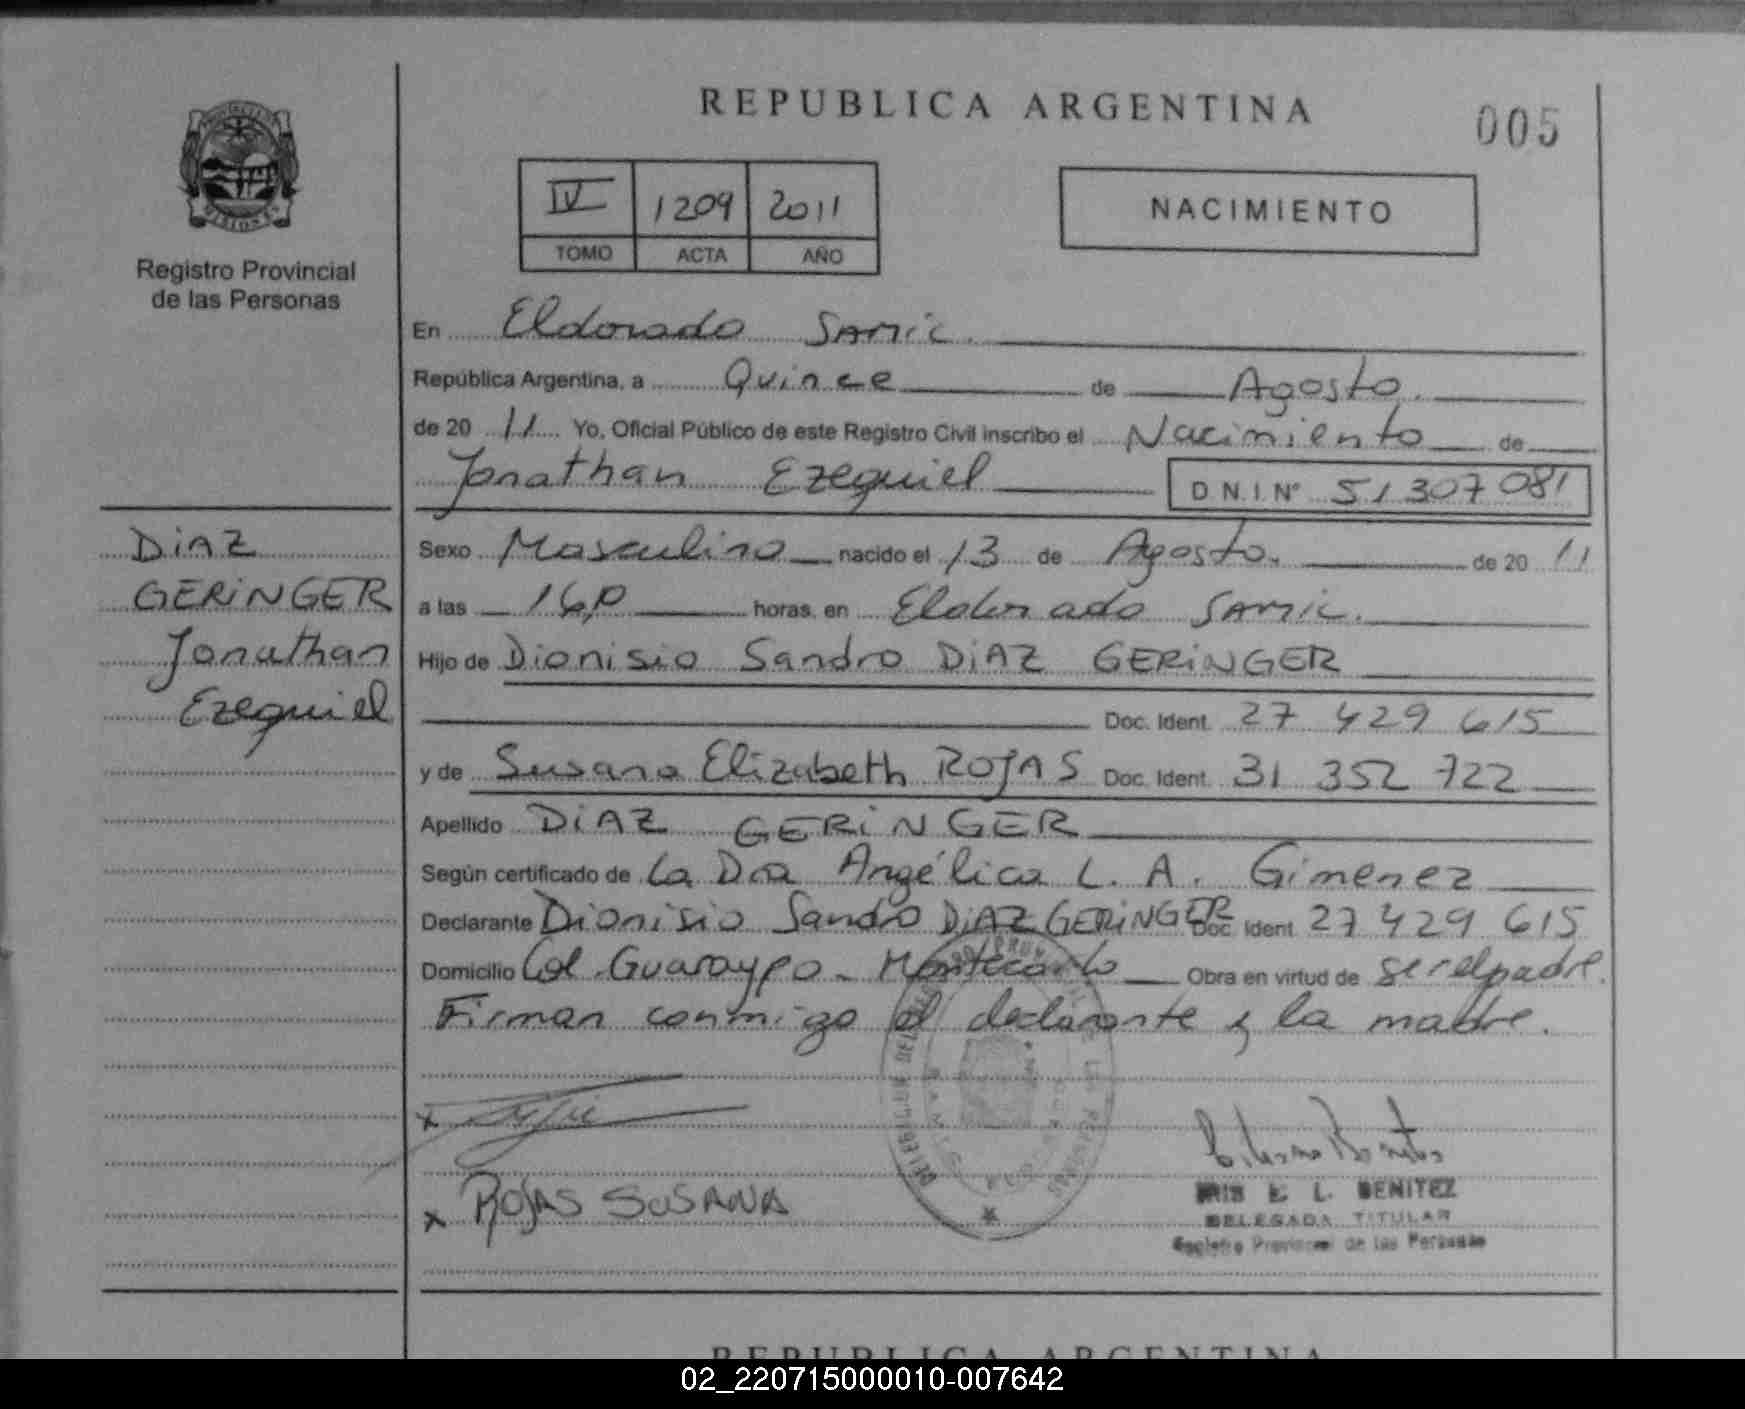 REPUBLICA ARGENTINA
005
IV 1209 2011
TOMO ACTA AÑO
NACIMIENTO
Registro Provincial
de las Personas
En Eldorado SAMIC.
República Argentina, a Quince de Agosto.
de 20 11 Yo, Oficial Público de este Registro Civil inscribo el Nacimiento de
Jonathan Ezequiel D.N.I. N° 51 307 081
DiAZ
GERiNGER
Jonathan
Ezequiel
Sexo Masculino nacido el 13 de Agosto. de 20 11
a las 16,10 horas, en Eldorado SAMIC.
Hijo de Dionisio Sandro DiAZ GERiNGER
Doc. Ident. 27 429 615
y de Susana Elizabeth ROJAS Doc. Ident. 31 352 722
Apellido DiAZ GERiNGER
Según certificado de La Dra Angélica L. A. Gimenez
Declarante Dionisio Sandro DiAZ GERiNGER Doc. Ident 27 429 615
Domicilio Col. Guaraypo - Montecarlo Obra en virtud de ser el padre.
Firman conmigo el declarante y la madre.
x
x ROJAS SUSANA
IRIS E. L. BENITEZ
DELEGADA TITULAR
Registro Provincial de las Personas
REPUBLICA ARGENTINA
02_220715000010-007642